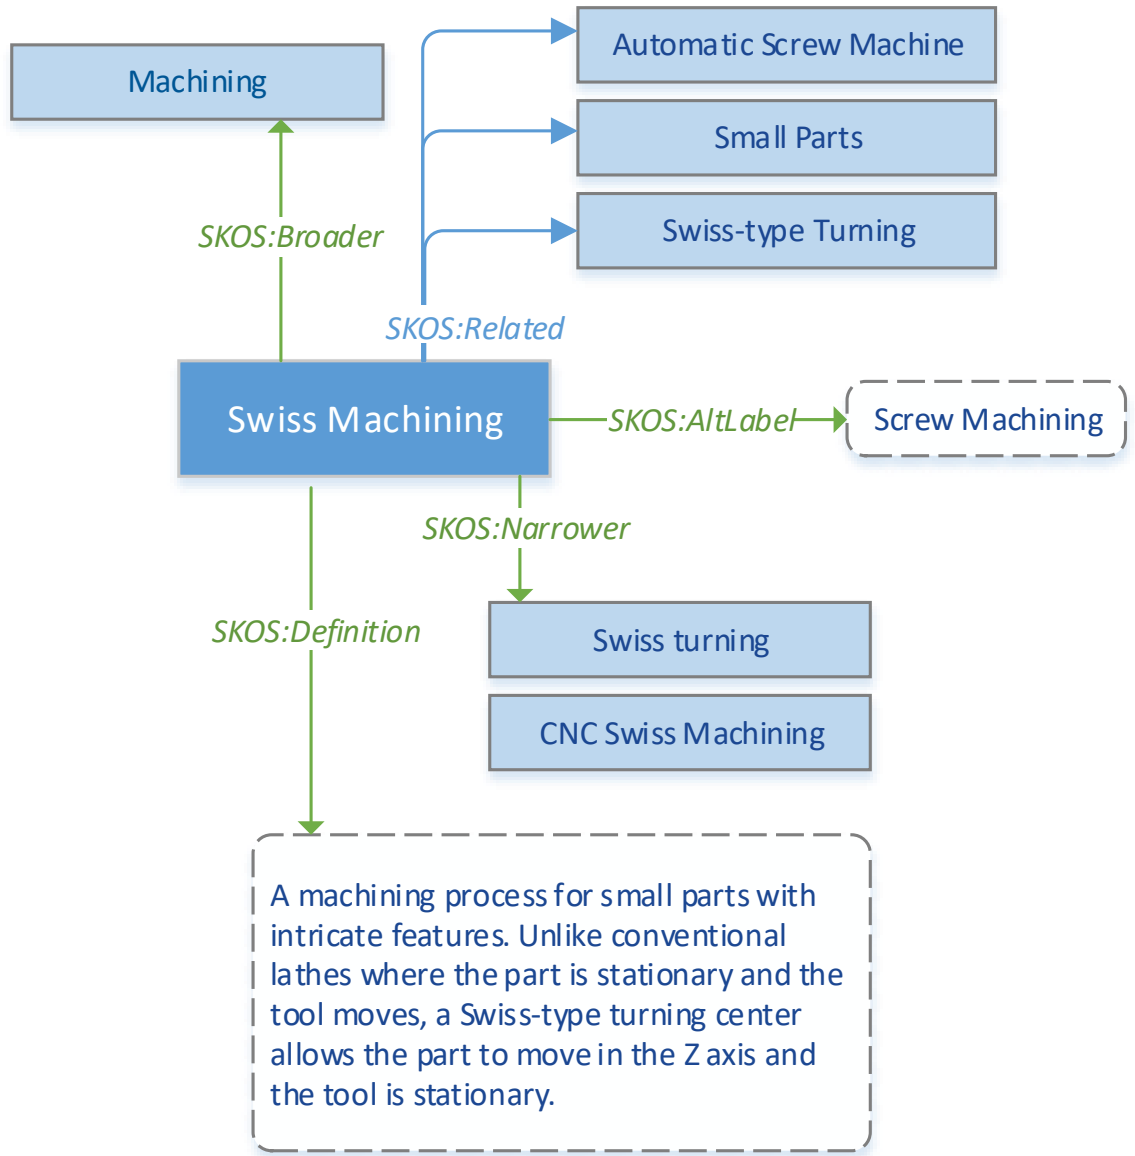 Automatic Screw Machine
Machining
Small Parts
Swiss-type Turning
SKOS:Broader
SKOS:Related
Swiss Machining
SKOS:AltLabel
Screw Machining
SKOS:Narrower
SKOS:Definition
Swiss turning
CNC Swiss Machining
A machining process for small parts with
intricate features. Unlike conventional
lathes where the part is stationary and the
tool moves, a Swiss-type turning center
allows the part to move in the Z axis and
the tool is stationary.